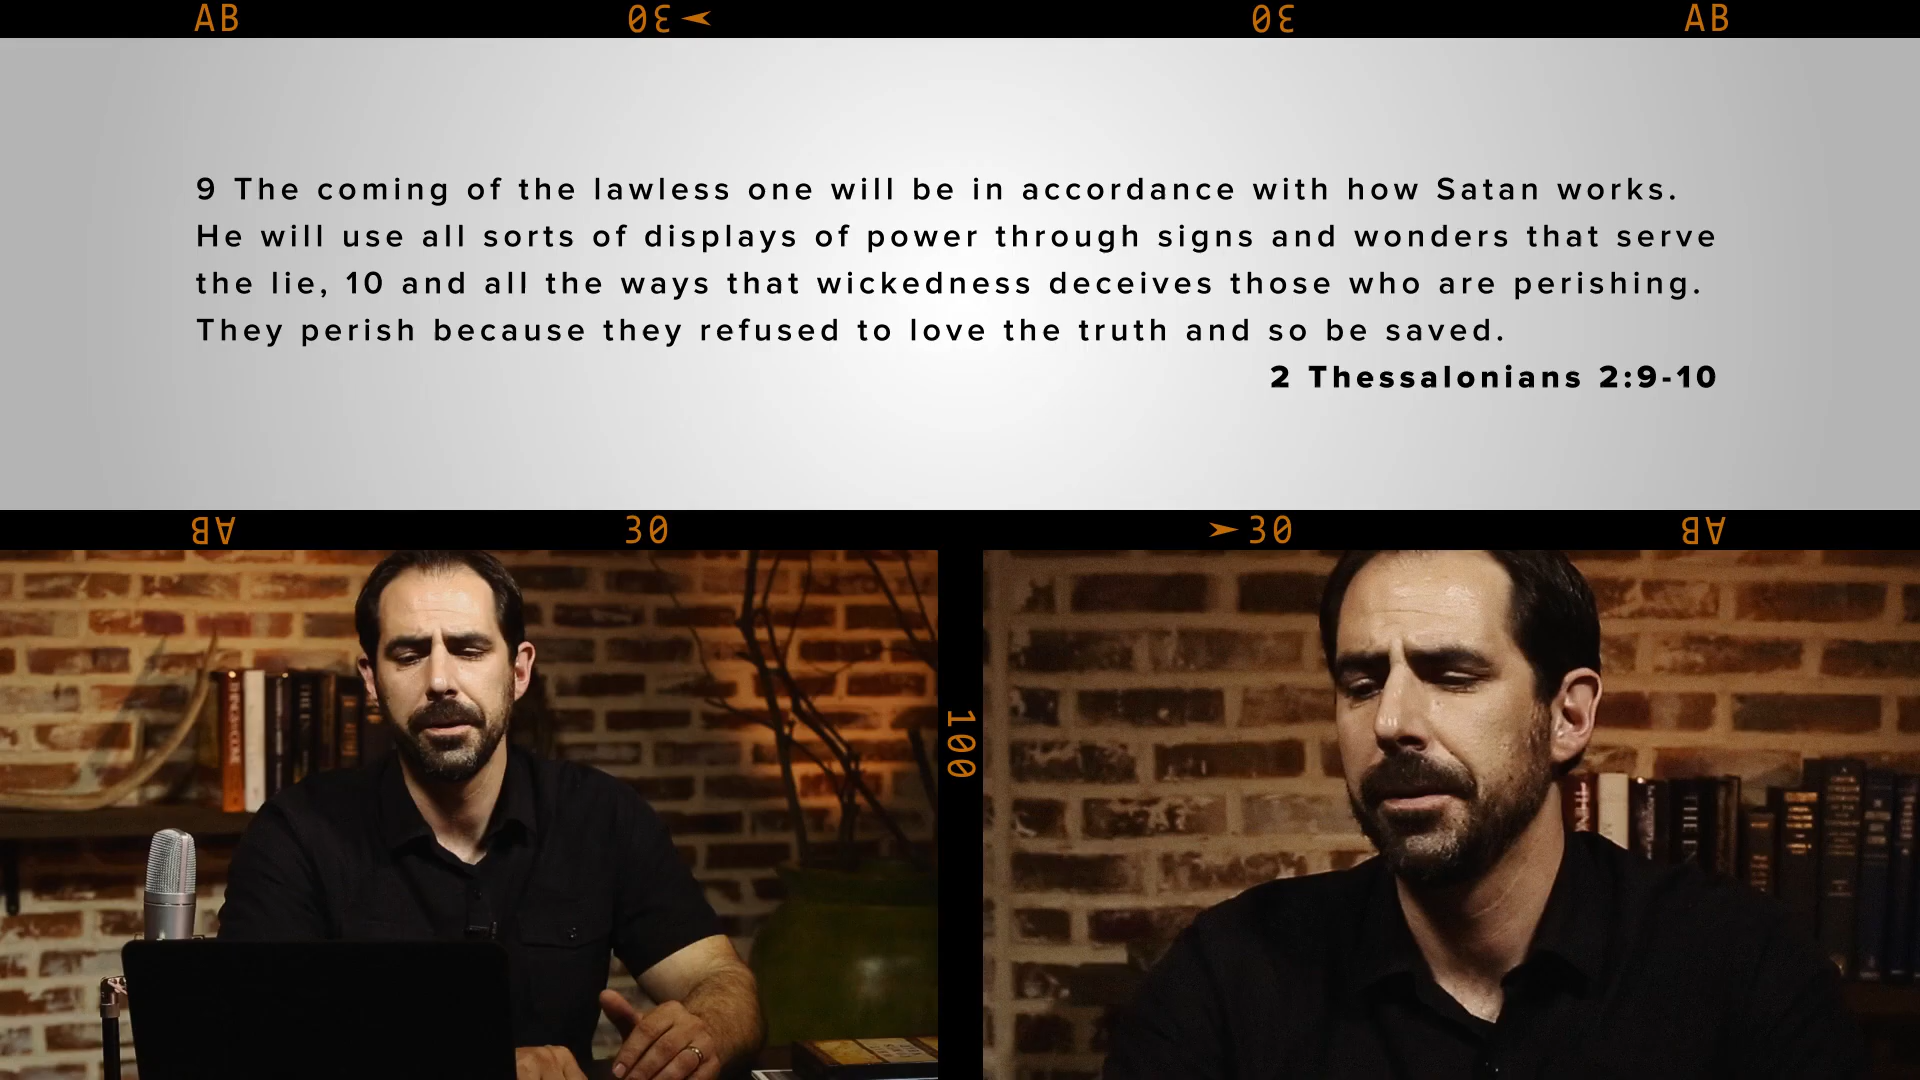 AB 30 30 AB
9 The coming of the lawless one will be in accordance with how Satan works.
He will use all sorts of displays of power through signs and wonders that serve
the lie, 10 and all the ways that wickedness deceives those who are perishing.
They perish because they refused to love the truth and so be saved.
2 Thessalonians 2:9-10
AB 30 30 AB
100
THE